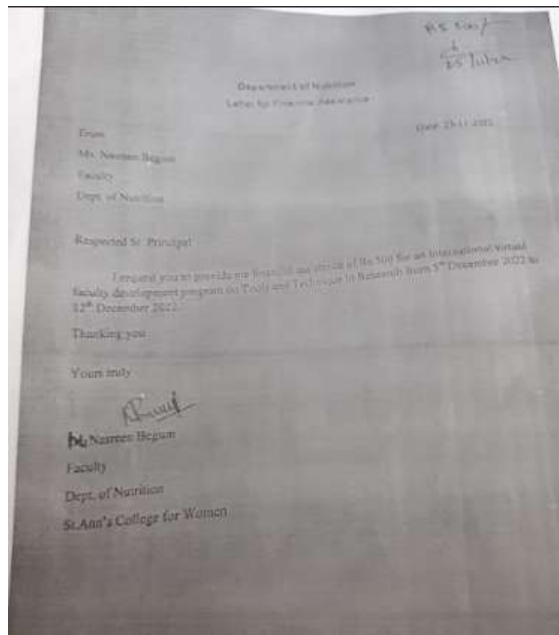 RS 500/-
Department of Nutrition
Letter for Finance Assistance
Date: 25-11-2022
From
Ms. Nasreen Begum
Faculty
Dept. of Nutrition
Respected Sr. Principal
I request you to provide me financial assistance of Rs 500 for an International virtual
faculty development program on Tools and Technique in Research from 5th December 2022 to
12th December 2022.
Thanking you
Yours truly
Nasreen Begum
Faculty
Dept. of Nutrition
St.Ann's College for Women